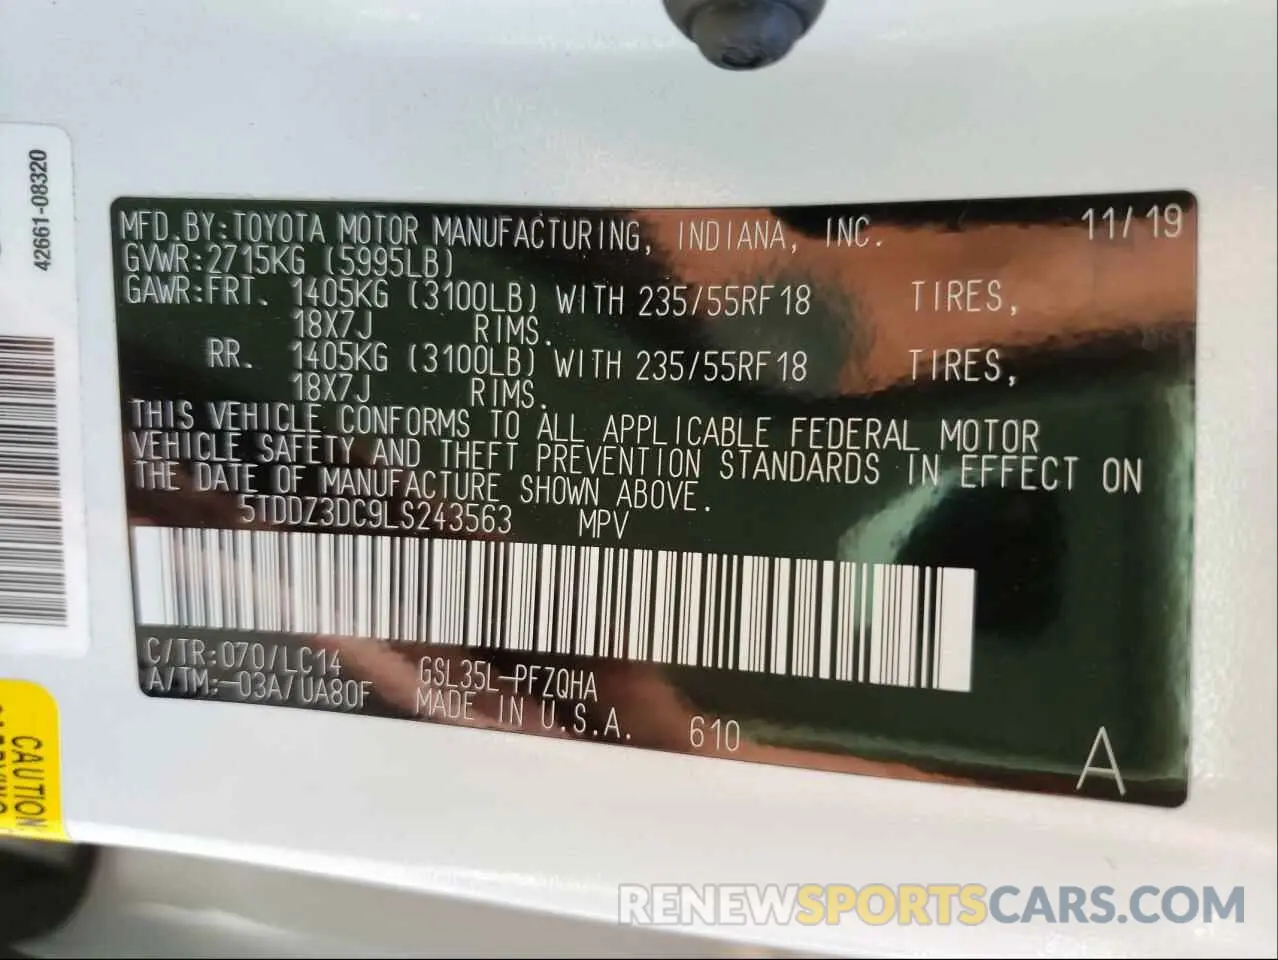 42661-08320
MFD.BY:TOYOTA MOTOR MANUFACTURING, INDIANA, INC. 11/19
GVWR:2715KG (5995LB)
GAWR:FRT. 1405KG (3100LB) WITH 235/55RF18 TIRES,
18X7J RIMS.
RR. 1405KG (3100LB) WITH 235/55RF18 TIRES,
18X7J RIMS.
THIS VEHICLE CONFORMS TO ALL APPLICABLE FEDERAL MOTOR
VEHICLE SAFETY AND THEFT PREVENTION STANDARDS IN EFFECT ON
THE DATE OF MANUFACTURE SHOWN ABOVE.
5TDDZ3DC9LS243563 MPV
C/TR:070/LC14 GSL35L-PFZQHA
A/TM:-03A/UA80F MADE IN U.S.A. 610
A
CAUTION
RENEWSPORTSCARS.COM